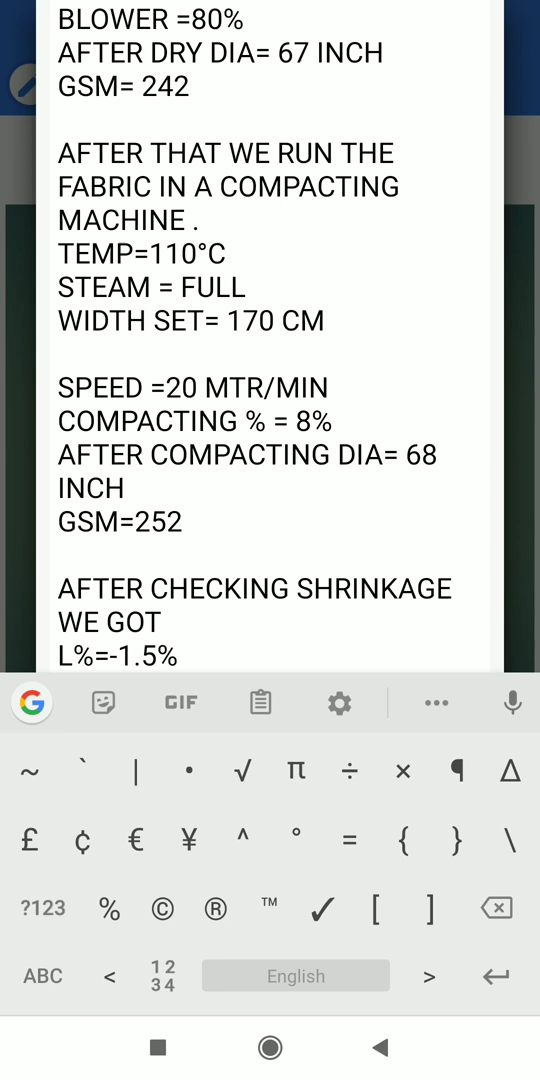 BLOWER =80%
AFTER DRY DIA= 67 INCH
GSM= 242
AFTER THAT WE RUN THE
FABRIC IN A COMPACTING
MACHINE .
TEMP=110°C
STEAM = FULL
WIDTH SET= 170 CM
SPEED =20 MTR/MIN
COMPACTING % = 8%
AFTER COMPACTING DIA= 68
INCH
GSM=252
AFTER CHECKING SHRINKAGE
WE GOT
L%=-1.5%
G GIF •••
~ ` | • √ π ÷ × ¶ ∆
£ ¢ € ¥ ^ ° = { } \
?123 % © ® ™ ✓ [ ]
ABC < 12 English >
34